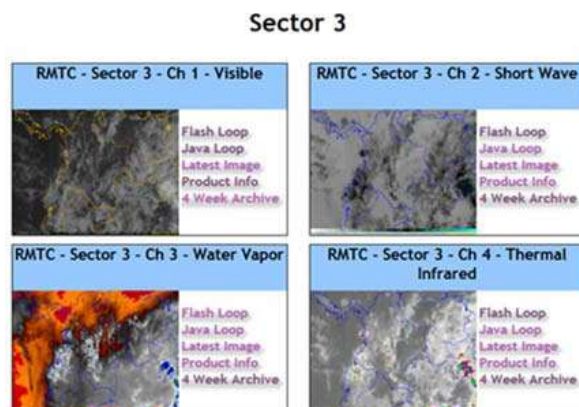 Sector 3
RMTC - Sector 3 - Ch 1 - Visible
Flash Loop
Java Loop
Latest Image
Product Info
4 Week Archive
RMTC - Sector 3 - Ch 2 - Short Wave
Flash Loop
Java Loop
Latest Image
Product Info
4 Week Archive
RMTC - Sector 3 - Ch 3 - Water Vapor
Flash Loop
Java Loop
Latest Image
Product Info
4 Week Archive
RMTC - Sector 3 - Ch 4 - Thermal
Infrared
Flash Loop
Java Loop
Latest Image
Product Info
4 Week Archive